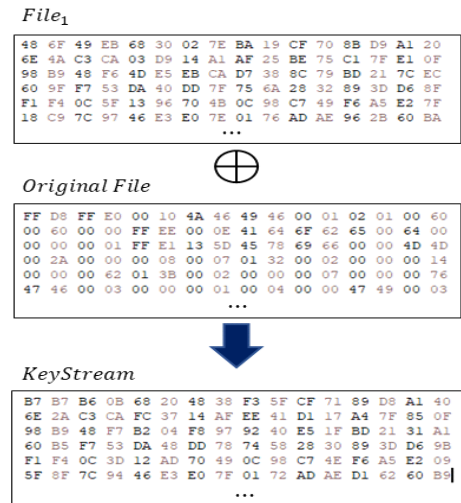 File₁
48 6F 49 EB 68 30 02 7E BA 19 CF 70 8B D9 A1 20
6E 4A C3 CA 03 D9 14 A1 AF 25 BE 75 C1 7F E1 0F
98 B9 48 F6 4D E5 EB CA D7 38 8C 79 BD 21 7C EC
60 9F F7 53 DA 40 DD 7F 75 6A 28 32 89 3D D6 8F
F1 F4 0C 5F 13 96 70 4B 0C 98 C7 49 F6 A5 E2 7F
18 C9 7C 97 46 E3 E0 7E 01 76 AD AE 96 2B 60 BA
...
Original File
FF D8 FF E0 00 10 4A 46 49 46 00 01 02 01 00 60
00 60 00 00 FF EE 00 0E 41 64 6F 62 65 00 64 00
00 00 00 01 FF E1 13 5D 45 78 69 66 00 00 4D 4D
00 2A 00 00 00 08 00 07 01 32 00 02 00 00 00 14
00 00 00 62 01 3B 00 02 00 00 00 07 00 00 00 76
47 46 00 03 00 00 00 01 00 04 00 00 47 49 00 03
...
KeyStream
B7 B7 B6 0B 68 20 48 38 F3 5F CF 71 89 D8 A1 40
6E 2A C3 CA FC 37 14 AF EE 41 D1 17 A4 7F 85 0F
98 B9 48 F7 B2 04 F8 97 92 40 E5 1F BD 21 31 A1
60 B5 F7 53 DA 48 DD 78 74 58 28 30 89 3D D6 9B
F1 F4 0C 3D 12 AD 70 49 0C 98 C7 4E F6 A5 E2 09
5F 8F 7C 94 46 E3 E0 7F 01 72 AD AE D1 62 60 B9
...